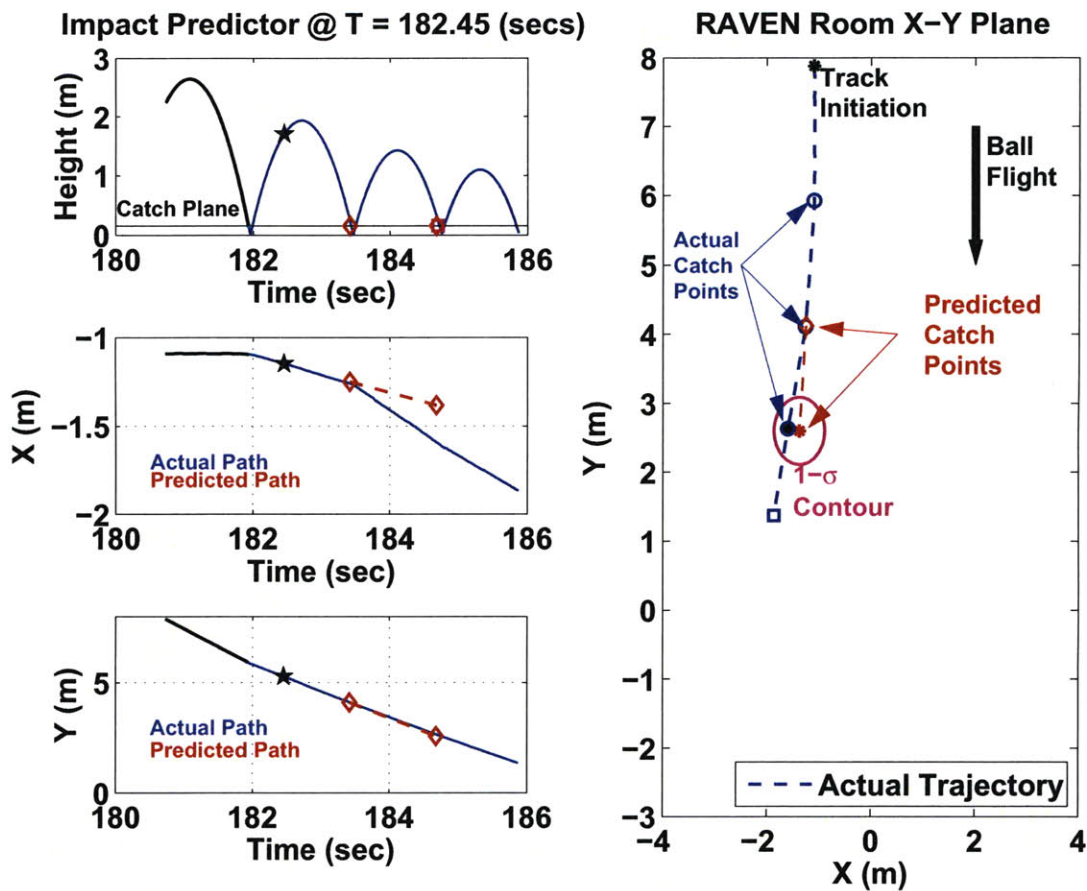 Impact Predictor @ T = 182.45 (secs)
3
2
1
0
Height (m)
Catch Plane
180
182
184
186
Time (sec)
−1
−1.5
−2
X (m)
Actual Path
Predicted Path
180
182
184
186
Time (sec)
5
0
Y (m)
Actual Path
Predicted Path
180
182
184
186
Time (sec)
RAVEN Room X−Y Plane
8
7
6
5
4
3
2
1
0
−1
−2
−3
Y (m)
Track
Initiation
Ball
Flight
Actual
Catch
Points
Predicted
Catch
Points
1−σ
Contour
Actual Trajectory
−4
−2
0
2
4
X (m)